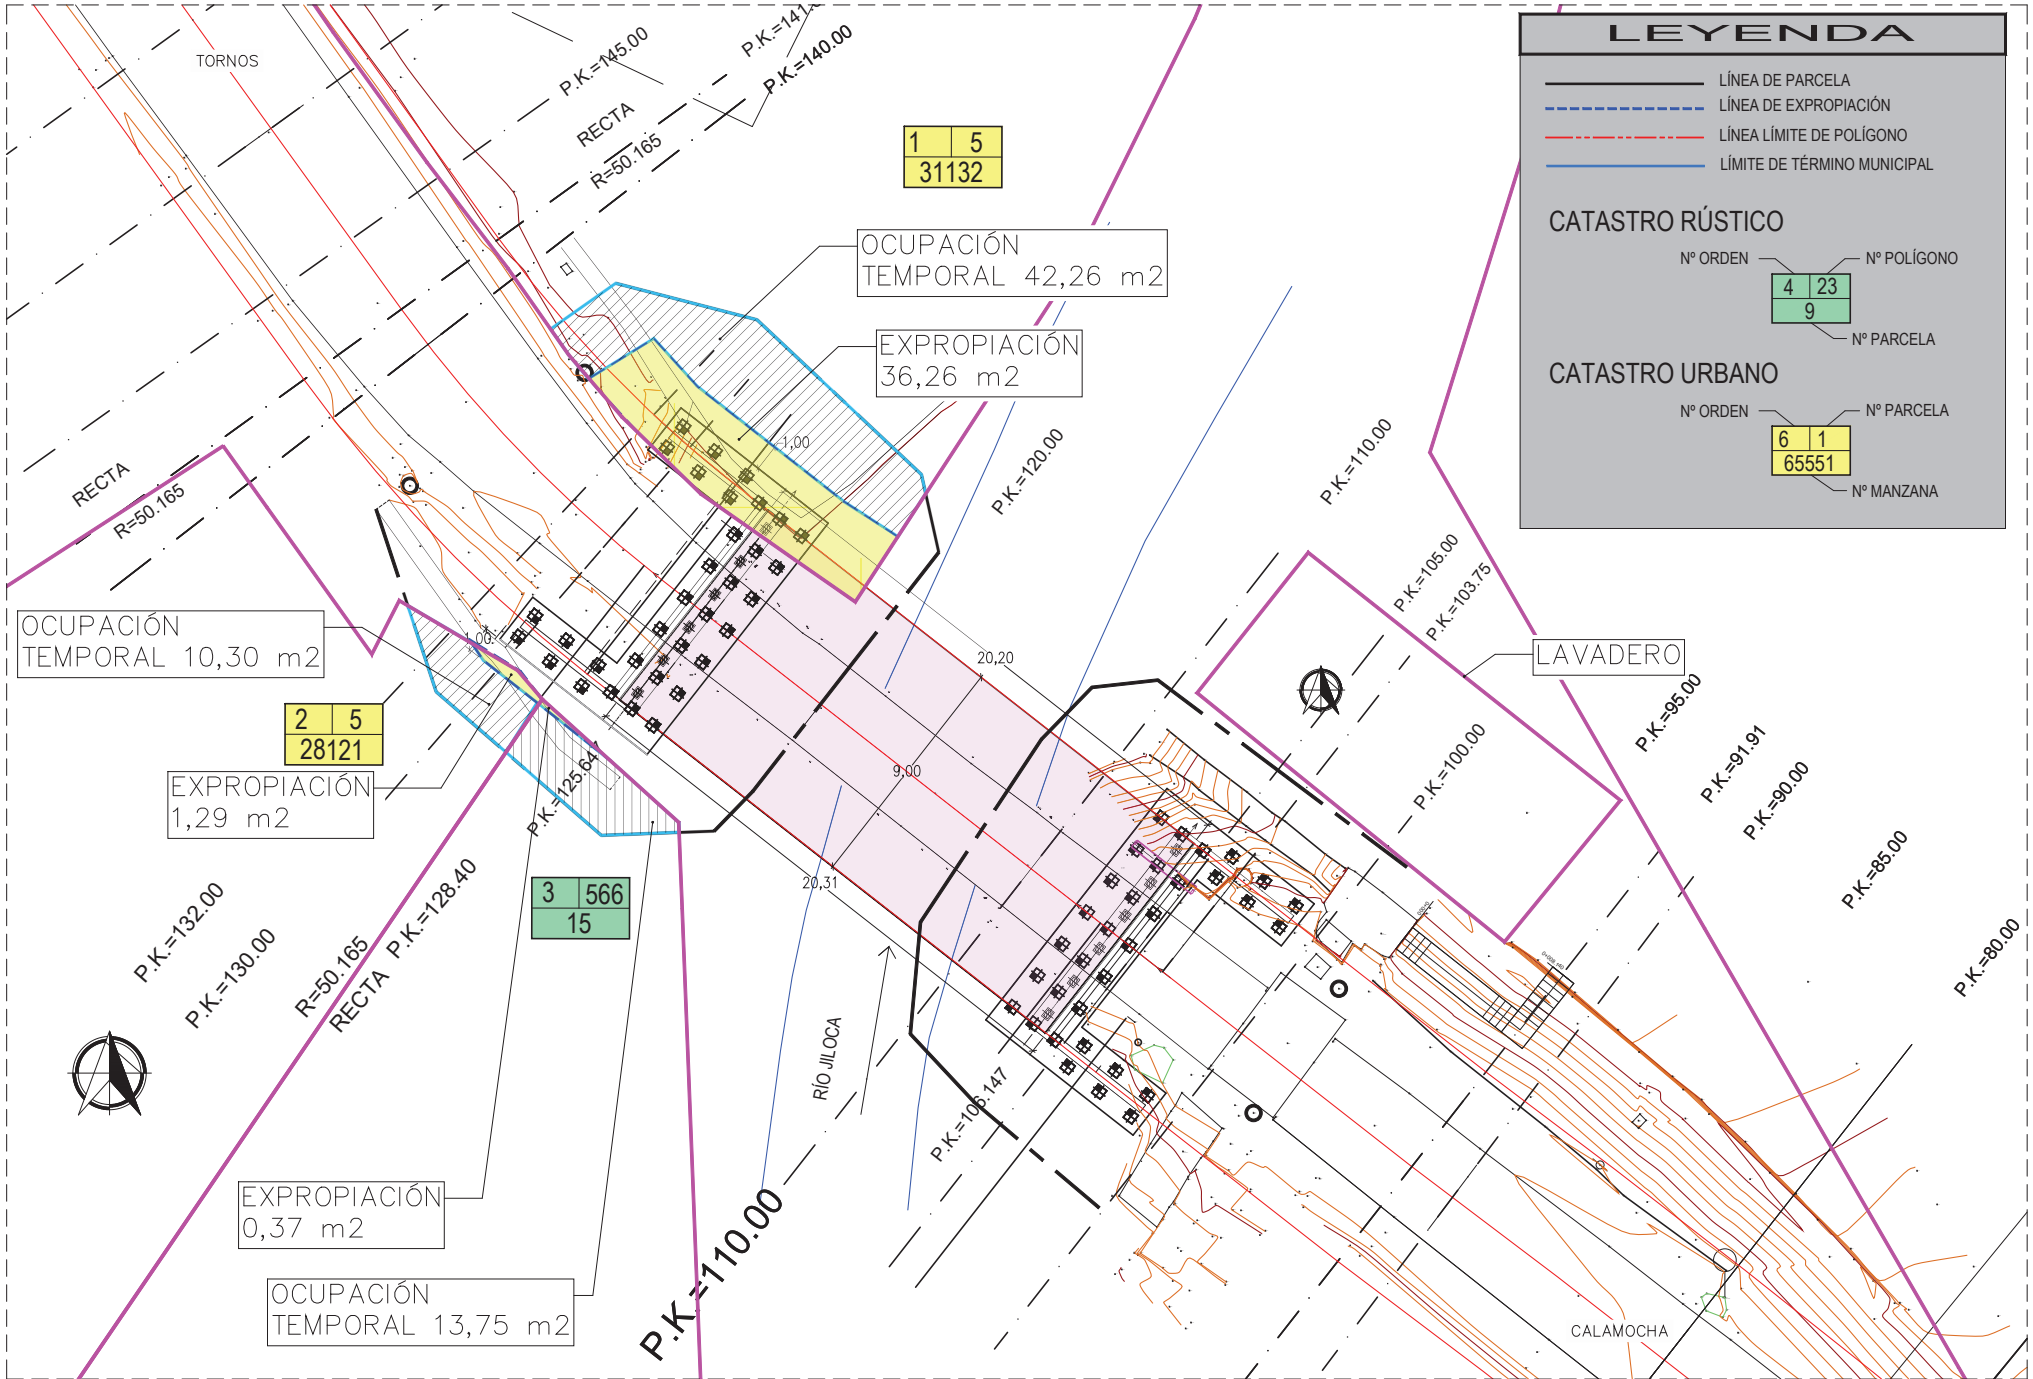 TORNOS
P.K.=145.00
P.K.=140.00
RECTA
R=50.165
1 5
31132
OCUPACIÓN
TEMPORAL 42,26 m2
EXPROPIACIÓN
36,26 m2
1,00
RECTA
R=50.165
P.K.=120.00
P.K.=110.00
P.K.=105.00
P.K.=103.75
OCUPACIÓN
TEMPORAL 10,30 m2
1,00
2 5
28121
EXPROPIACIÓN
1,29 m2
P.K.=125.64
20,20
9,00
20,31
LAVADERO
P.K.=100.00
P.K.=95.00
P.K.=91.91
P.K.=90.00
P.K.=85.00
P.K.=80.00
P.K.=132.00
P.K.=130.00
R=50.165
RECTA P.K.=128.40
3 566
15
RÍO JILOCA
P.K.=106.147
P.K.=110.00
EXPROPIACIÓN
0,37 m2
OCUPACIÓN
TEMPORAL 13,75 m2
CALAMOCHA
LEYENDA
LÍNEA DE PARCELA
LÍNEA DE EXPROPIACIÓN
LÍNEA LÍMITE DE POLÍGONO
LÍMITE DE TÉRMINO MUNICIPAL
CATASTRO RÚSTICO
Nº ORDEN
Nº POLÍGONO
4 23
9
Nº PARCELA
CATASTRO URBANO
Nº ORDEN
Nº PARCELA
6 1
65551
Nº MANZANA